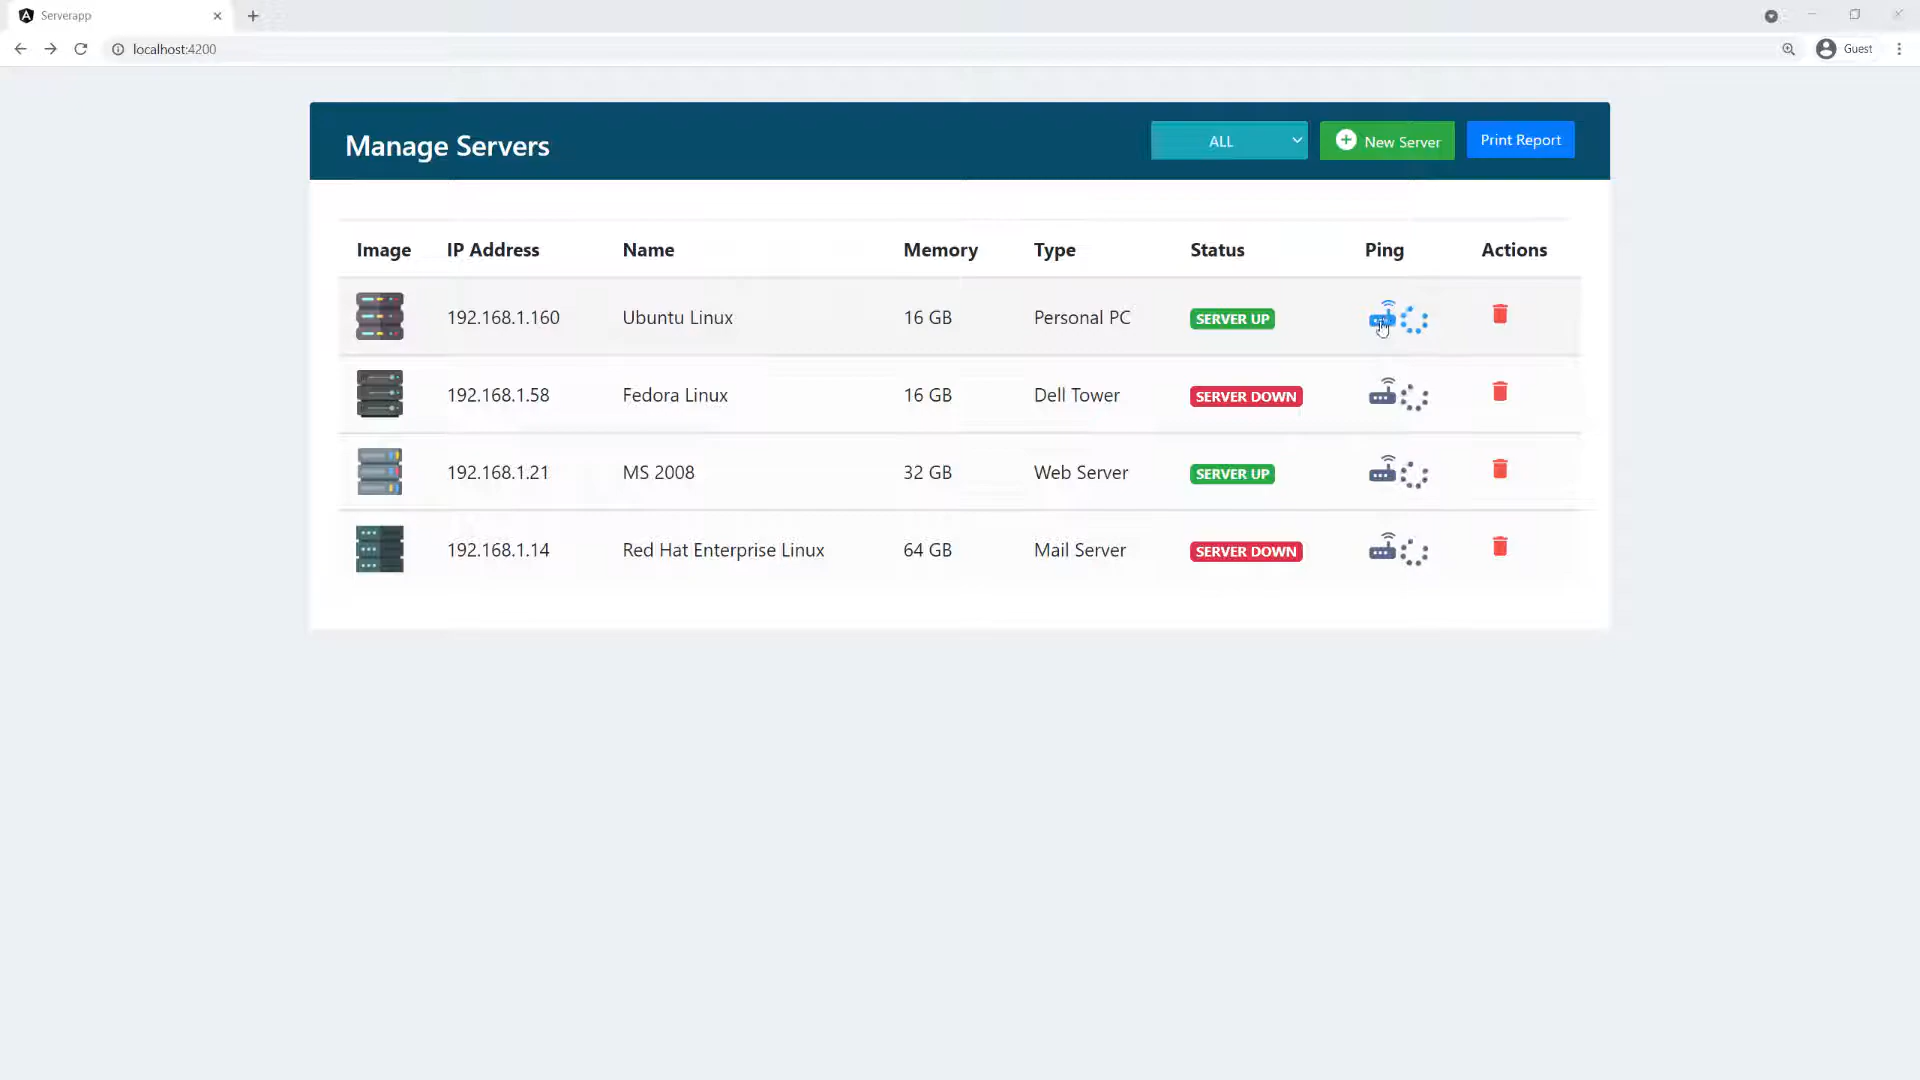 Serverapp
localhost:4200
Guest
Manage Servers
ALL
New Server
Print Report
Image IP Address Name Memory Type Status Ping Actions
192.168.1.160 Ubuntu Linux 16 GB Personal PC SERVER UP
192.168.1.58 Fedora Linux 16 GB Dell Tower SERVER DOWN
192.168.1.21 MS 2008 32 GB Web Server SERVER UP
192.168.1.14 Red Hat Enterprise Linux 64 GB Mail Server SERVER DOWN